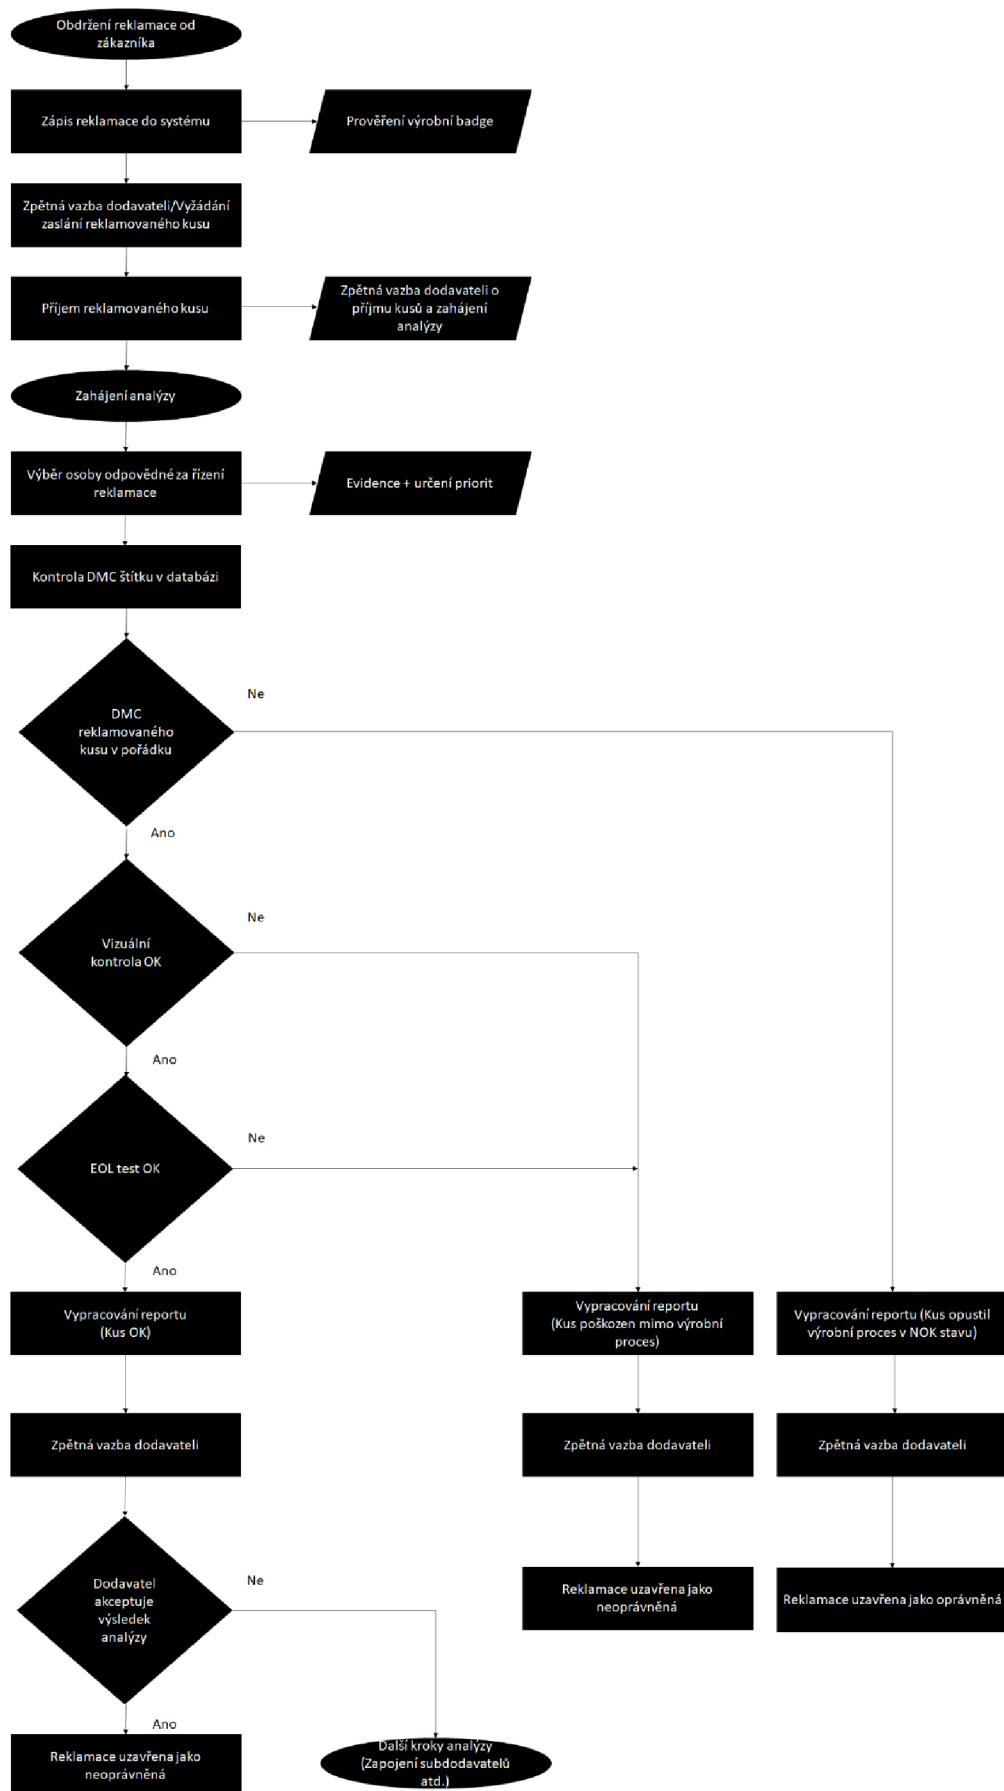 Obdržení reklamace od
zákazníka
Zápis reklamace do systému
Prověření výrobní badge
Zpětná vazba dodavateli/Vyžádání
zaslání reklamovaného kusu
Příjem reklamovaného kusu
Zpětná vazba dodavateli o
příjmu kusů a zahájení
analýzy
Zahájení analýzy
Výběr osoby odpovědné za řízení
reklamace
Evidence + určení priorit
Kontrola DMC štítku v databázi
DMC
reklamovaného
kusu v pořádku
Ne
Ano
Vizuální
kontrola OK
Ne
Ano
EOL test OK
Ne
Ano
Vypracování reportu
(Kus OK)
Vypracování reportu
(Kus poškozen mimo výrobní
proces)
Vypracování reportu (Kus opustil
výrobní proces v NOK stavu)
Zpětná vazba dodavateli
Zpětná vazba dodavateli
Zpětná vazba dodavateli
Dodavatel
akceptuje
výsledek
analýzy
Ne
Ano
Reklamace uzavřena jako
neoprávněná
Reklamace uzavřena jako oprávněná
Reklamace uzavřena jako
neoprávněná
Další kroky analýzy
(Zapojení subdodavatelů
atd.)